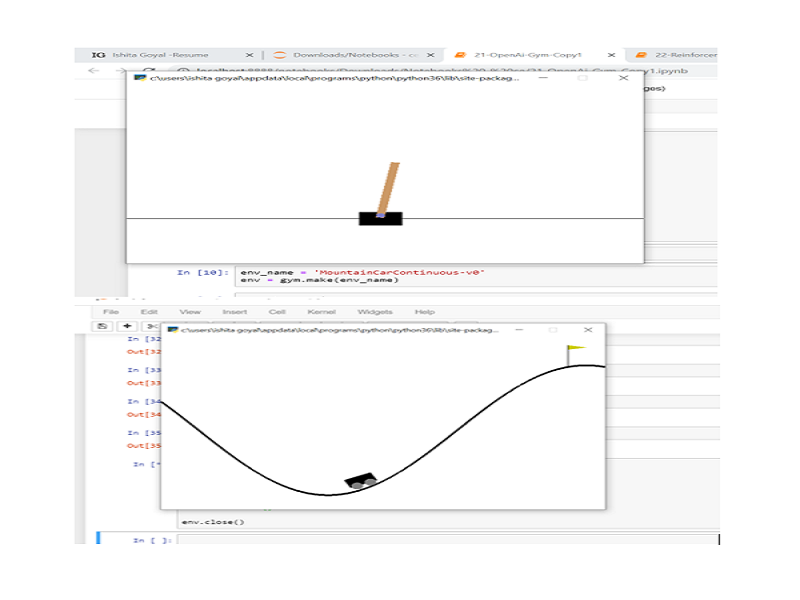 IG Ishita Goyal -Resume × Downloads/Notebooks - × 21-OpenAi-Gym-Copy1 × 22-Reinforcer
c:\users\ishita goyal\appdata\local\programs\python\python36\lib\site-packag...
y1.ipynb
ges)
In [10]: env_name = 'MountainCarContinuous-v0'
env = gym.make(env_name)
File Edit View Insert Cell Kernel Widgets Help
c:\users\ishita goyal\appdata\local\programs\python\python36\lib\site-packag...
In [32
Out[32
In [33
Out[33
In [34
Out[34
In [35
Out[35
In [*
env.close()
In [ ]: